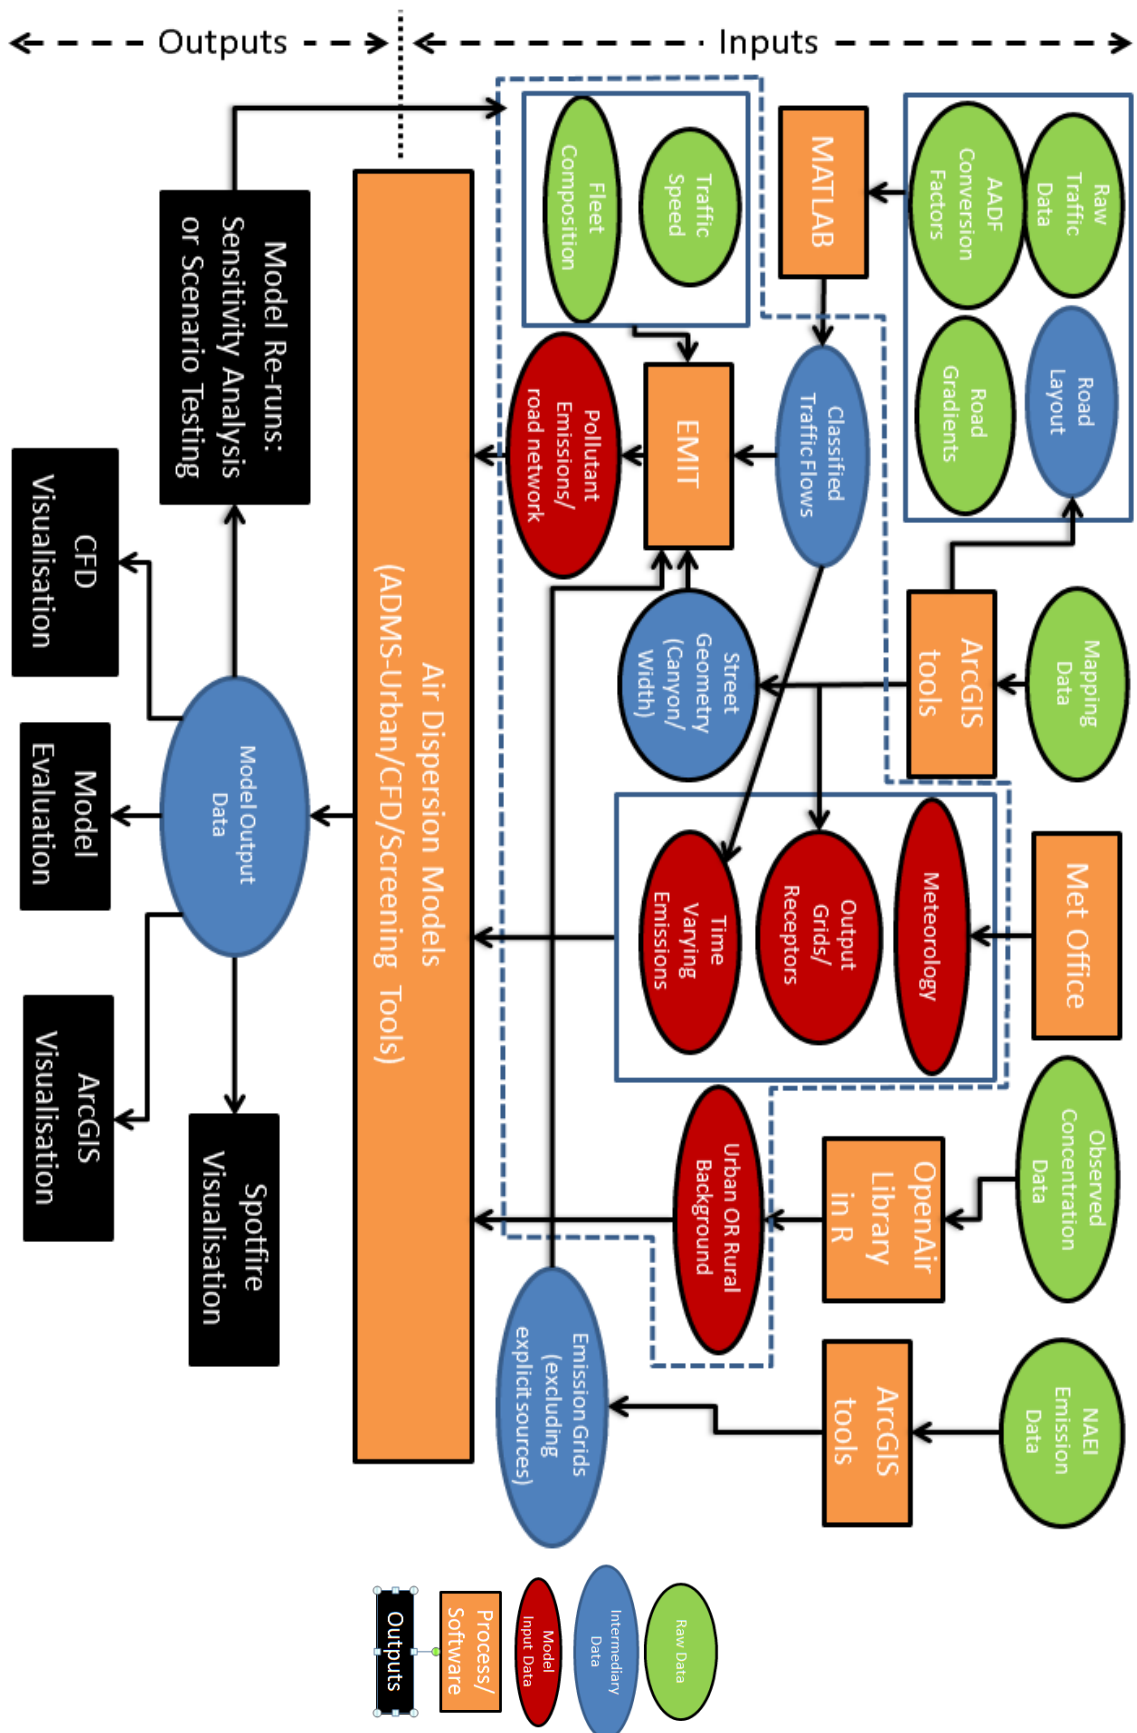 Inputs
Outputs
Raw
Traffic
Data
AADF
Conversion
Factors
Road
Layout
Road
Gradients
Mapping
Data
Met Office
Observed
Concentration
Data
NAEI
Emission
Data
MATLAB
ArcGIS
tools
OpenAir
Library
in R
ArcGIS
tools
Traffic
Speed
Fleet
Composition
Classified
Traffic Flows
EMIT
Pollutant
Emissions/
road network
Street
Geometry
(Canyon/
Width)
Meteorology
Output
Grids/
Receptors
Time
Varying
Emissions
Urban OR Rural
Background
Emission Grids
(excluding
explicit sources)
Air Dispersion Models
(ADMS-Urban/CFD/Screening Tools)
Model Re-runs:
Sensitivity Analysis
or Scenario Testing
Model Output
Data
Spotfire
Visualisation
CFD
Visualisation
Model
Evaluation
ArcGIS
Visualisation
Raw Data
Intermediary
Data
Model
Input Data
Process/
Software
Outputs